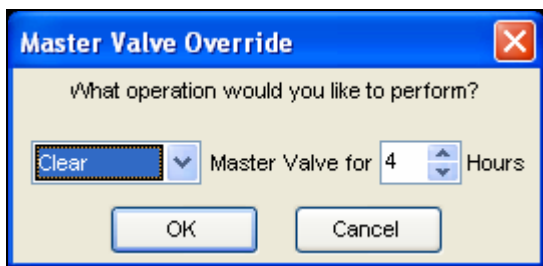 Master Valve Override
What operation would you like to perform?
Clear Master Valve for 4 Hours
OK Cancel